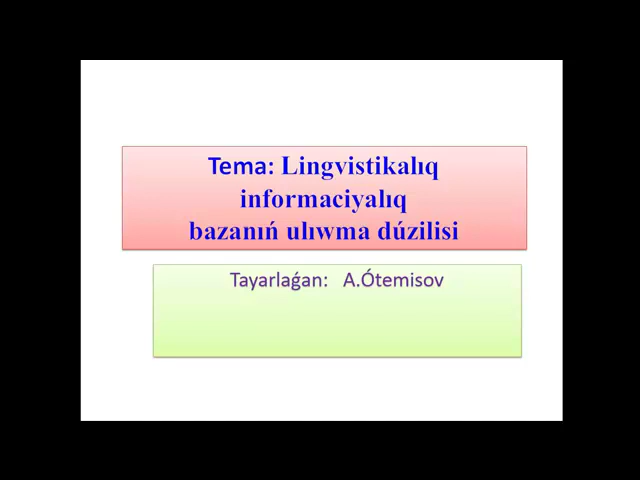 Tema: Lingvistikalıq
informaciyalıq
bazanıń ulıwma dúzilisi
Tayarlaǵan: A.Ótemisov